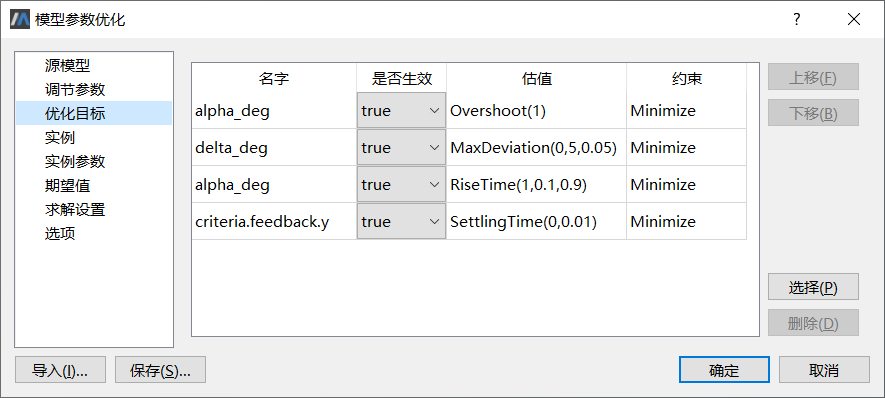 模型参数优化
源模型
调节参数
优化目标
实例
实例参数
期望值
求解设置
选项
名字 是否生效 估值 约束
alpha_deg true Overshoot(1) Minimize
delta_deg true MaxDeviation(0,5,0.05) Minimize
alpha_deg true RiseTime(1,0.1,0.9) Minimize
criteria.feedback.y true SettlingTime(0,0.01) Minimize
上移(F)
下移(B)
选择(P)
删除(D)
导入(I)... 保存(S)... 确定 取消